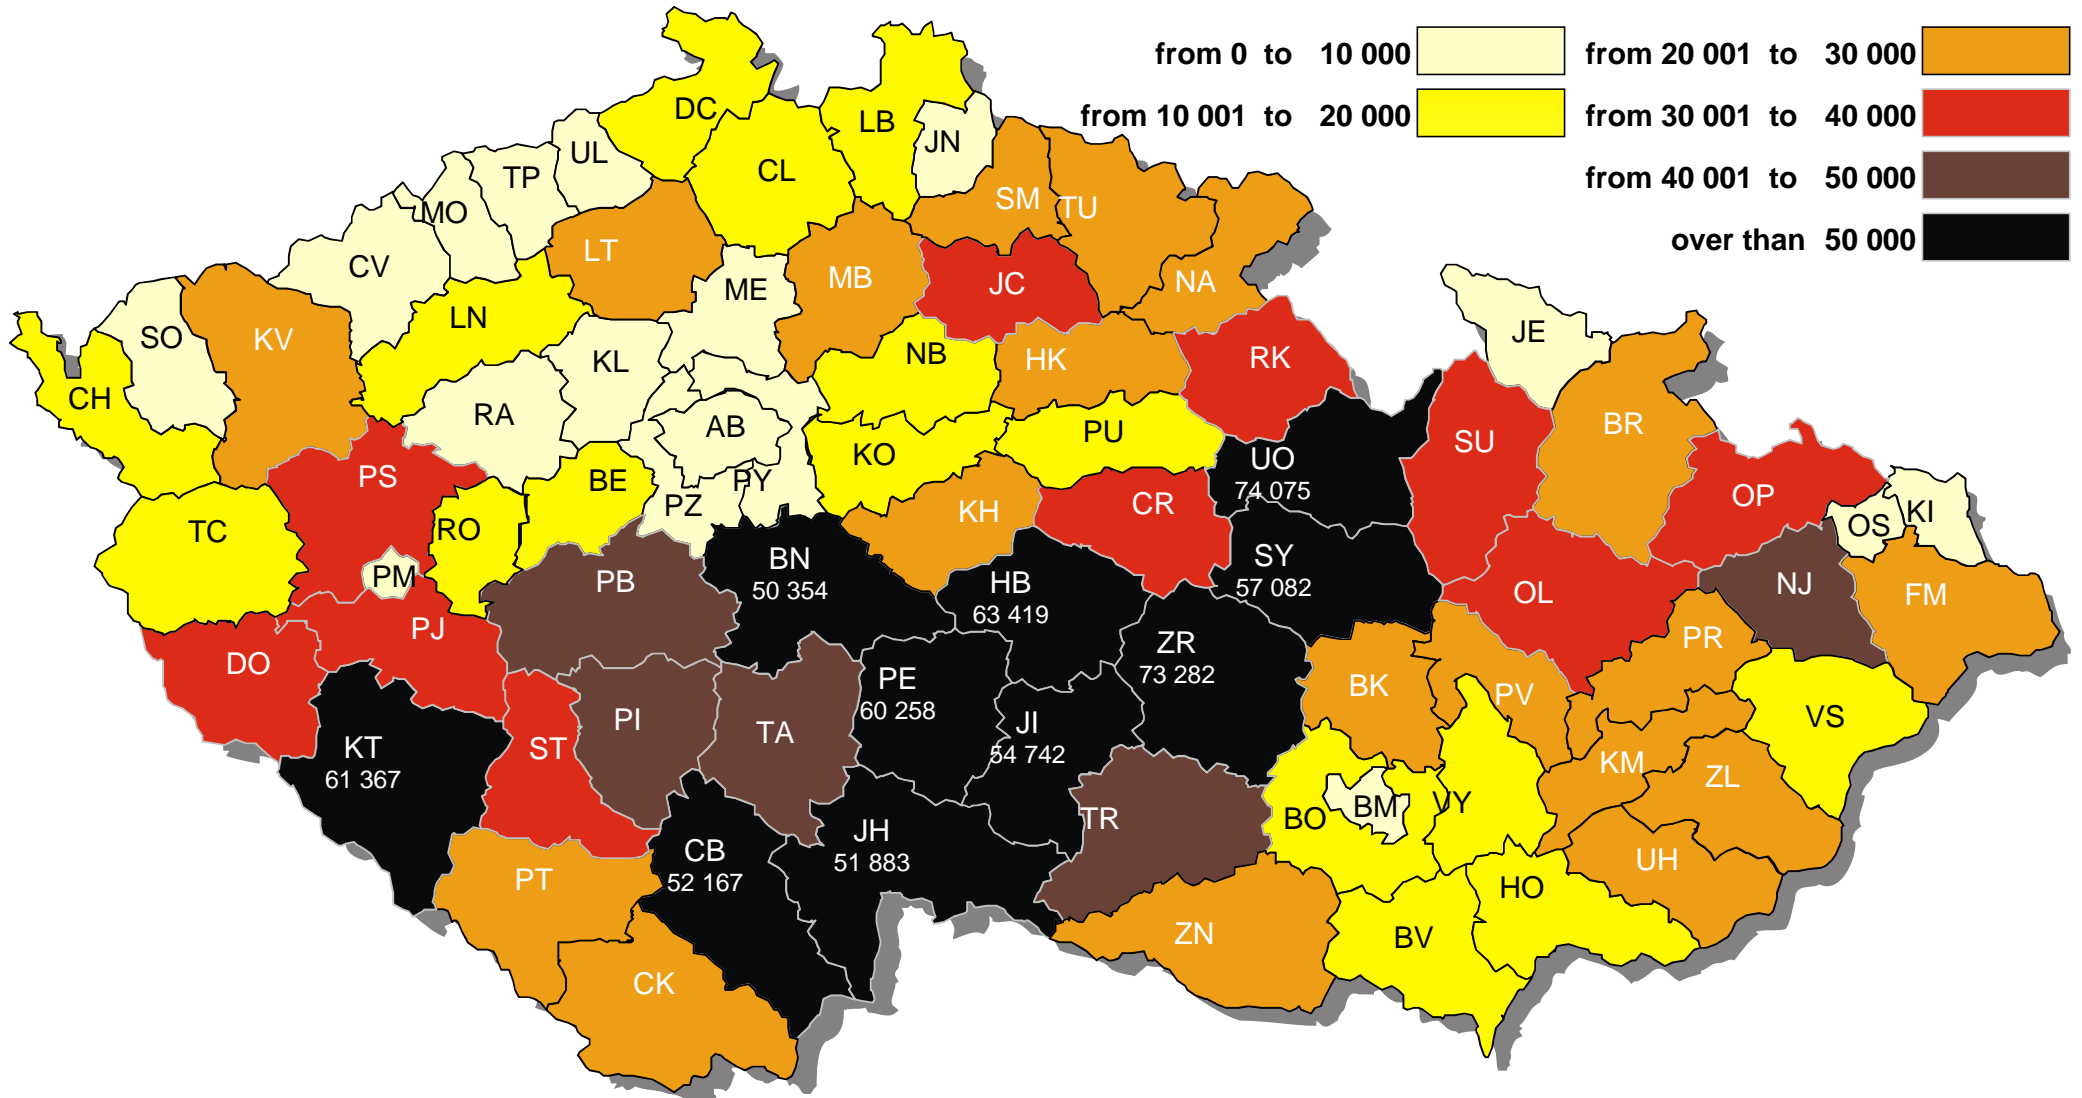 from 0 to 10 000
from 20 001 to 30 000
from 10 001 to 20 000
from 30 001 to 40 000
from 40 001 to 50 000
over than 50 000
DC
LB
JN
UL
TP
CL
MO
SM
TU
CV
LT
ME
MB
JC
NA
SO
KV
LN
KL
NB
HK
RK
JE
CH
RA
AB
KO
PU
UO
74 075
SU
BR
PS
BE
PZ
PY
KH
CR
OP
OS
KI
TC
RO
PM
PB
BN
50 354
HB
63 419
SY
57 082
OL
NJ
FM
DO
PJ
ZR
73 282
PR
KT
61 367
ST
PI
TA
PE
60 258
JI
54 742
BK
PV
VS
KM
ZL
CB
52 167
JH
51 883
TR
BO
BM
VY
UH
PT
HO
CK
ZN
BV